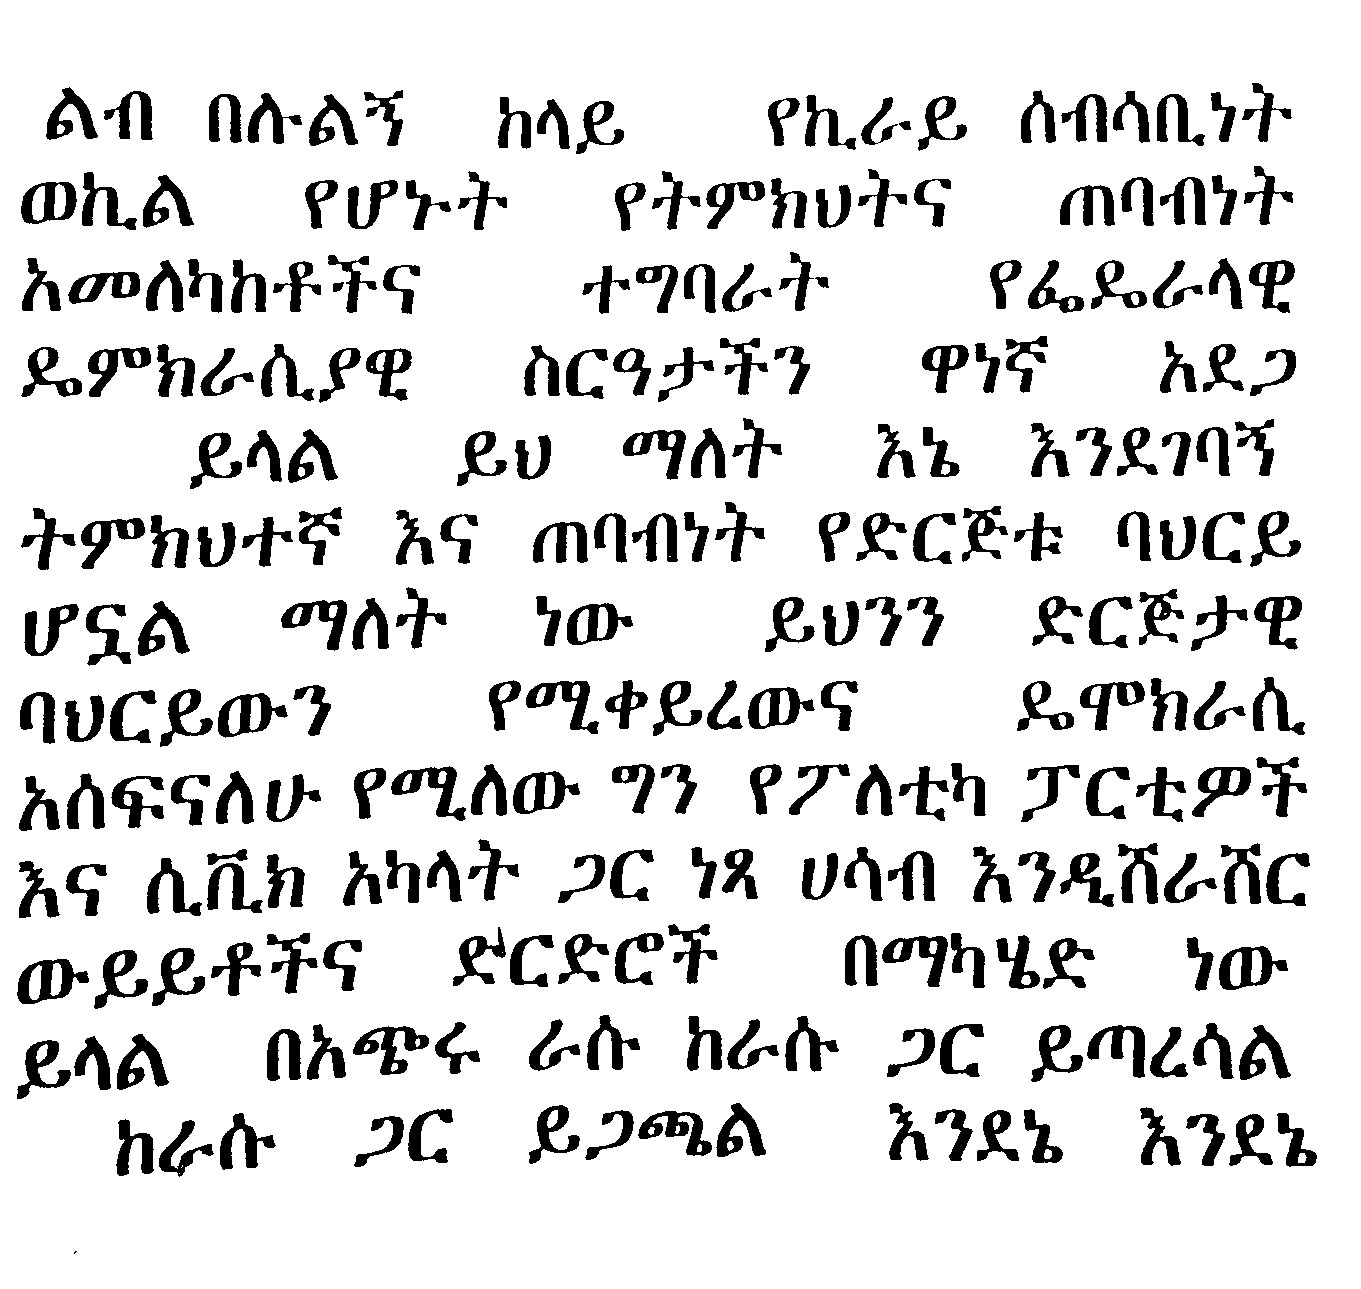 ልብ በሉልኝ ከላይ የኪራይ ሰብሳቢነት
ወኪል የሆኑት የትምክህትና ጠባብነት
አመለካከቶችና ተግባራት የፌዴራላዊ
ዴምክራሲያዊ ስርዓታችን ዋነኛ አደጋ
ይላል ይህ ማለት እኔ እንደገባኝ
ትምክህተኛ እና ጠባብነት የድርጅቱ ባህርይ
ሆኗል ማለት ነው ይህንን ድርጅታዊ
ባህርይውን የሚቀይረውና ዴሞክራሲ
አሰፍናለሁ የሚለው ግን የፖለቲካ ፓርቲዎች
እና ሲቪክ አካላት ጋር ነጻ ሀሳብ እንዲሸራሸር
ውይይቶችና ድርድሮች በማካሄድ ነው
ይላል በአጭሩ ራሱ ከራሱ ጋር ይጣረሳል
ከራሱ ጋር ይጋጫል እንደኔ እንደኔ